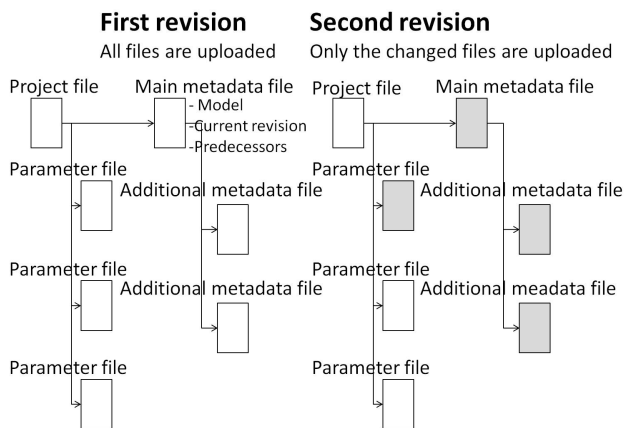 First revision
All files are uploaded
Project file
Main metadata file
- Model
-Current revision
-Predecessors
Parameter file
Additional metadata file
Parameter file
Additional metadata file
Parameter file
Second revision
Only the changed files are uploaded
Project file
Main metadata file
Parameter file
Additional metadata file
Parameter file
Additional meadata file
Parameter file